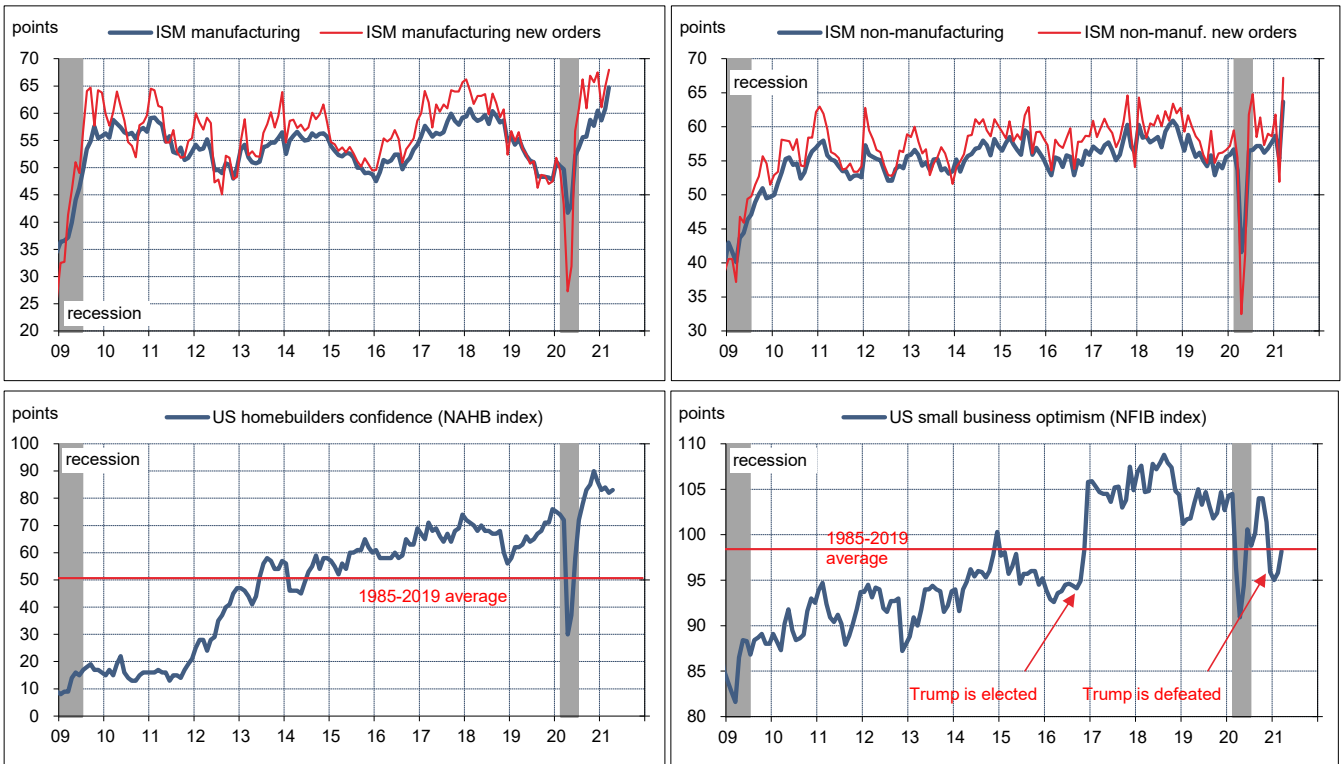 points
ISM manufacturing
ISM manufacturing new orders
70
65
60
55
50
45
40
35
30
25
20
recession
09 10 11 12 13 14 15 16 17 18 19 20 21
points
ISM non-manufacturing
ISM non-manuf. new orders
70
recession
60
50
40
30
09 10 11 12 13 14 15 16 17 18 19 20 21
points
US homebuilders confidence (NAHB index)
100
90
80
70
60
50
40
30
20
10
0
recession
1985-2019 average
09 10 11 12 13 14 15 16 17 18 19 20 21
points
US small business optimism (NFIB index)
110
105
100
95
90
85
80
recession
1985-2019
average
Trump is elected
Trump is defeated
09 10 11 12 13 14 15 16 17 18 19 20 21